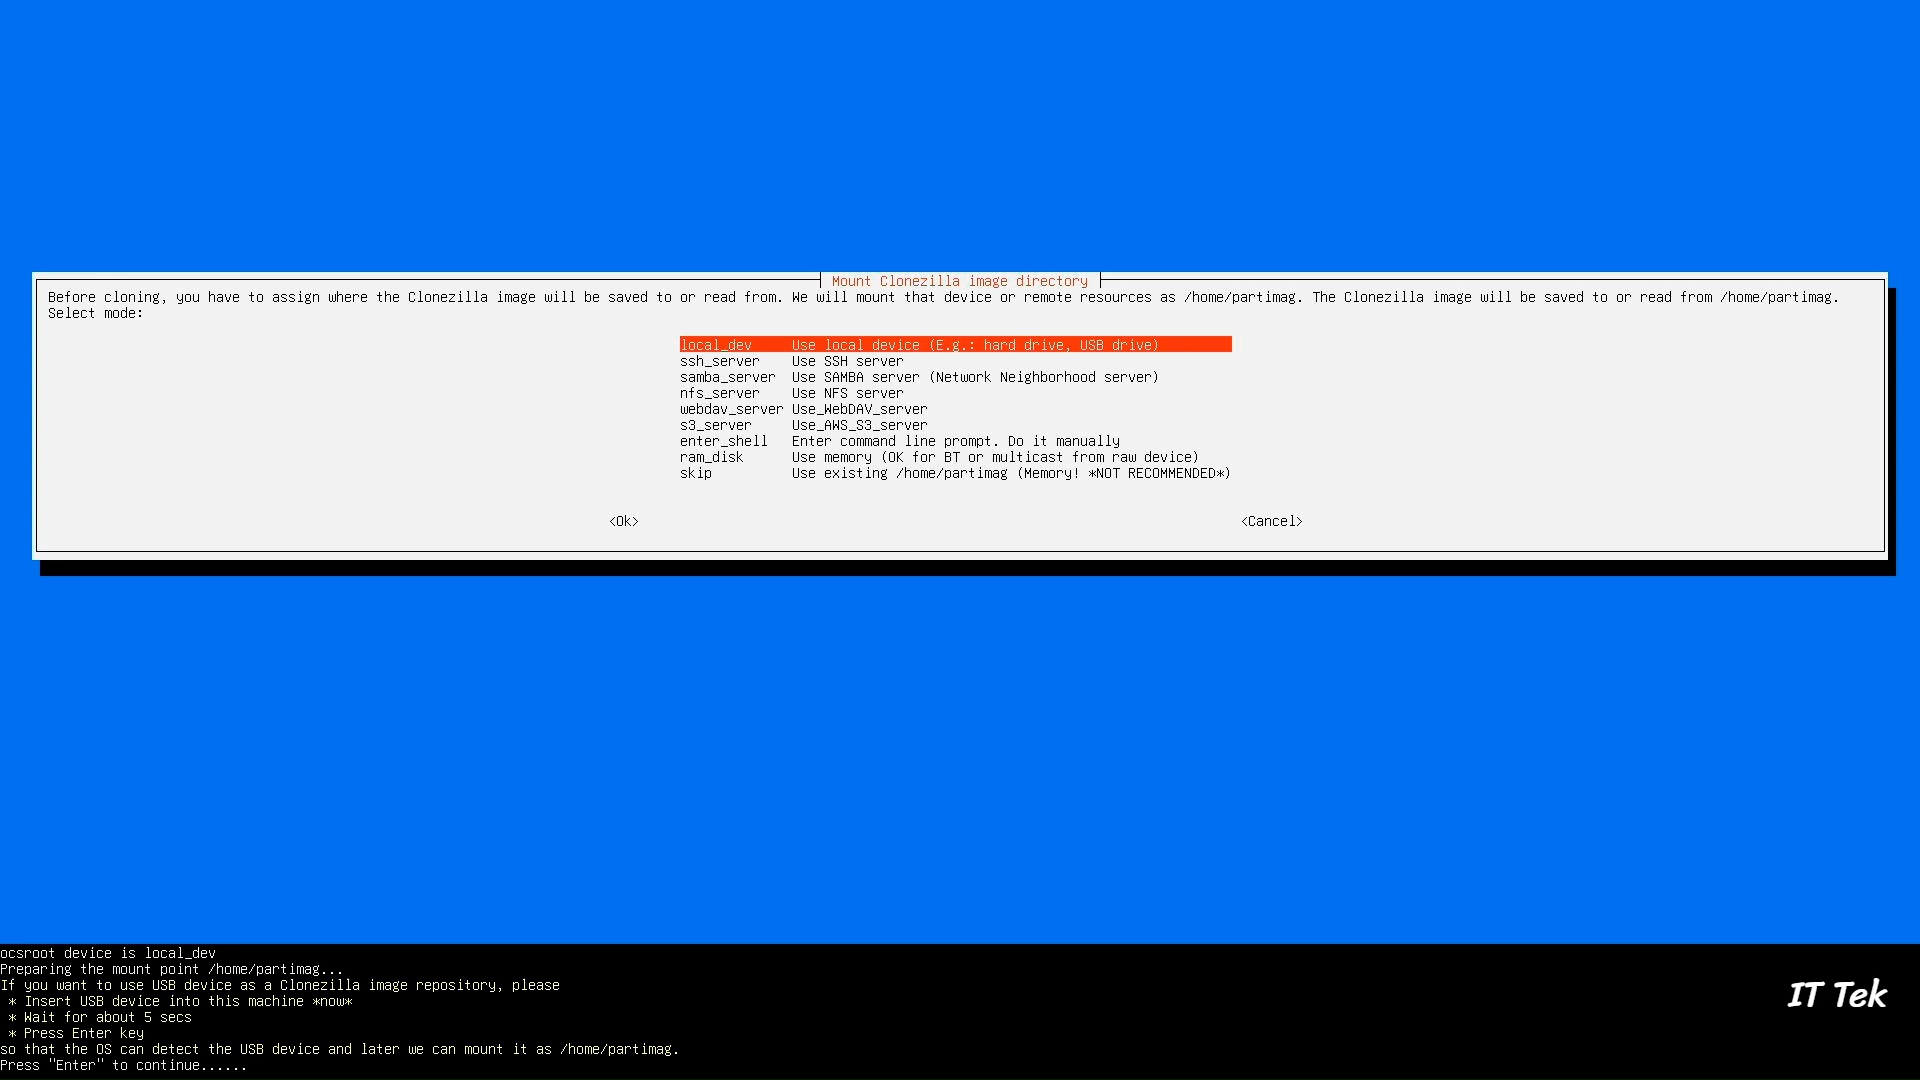 Mount Clonezilla image directory
Before cloning, you have to assign where the Clonezilla image will be saved to or read from. We will mount that device or remote resources as /home/partimag. The Clonezilla image will be saved to or read from /home/partimag.
Select mode:
local_dev Use local device (E.g.: hard drive, USB drive)
ssh_server Use SSH server
samba_server Use SAMBA server (Network Neighborhood server)
nfs_server Use NFS server
webdav_server Use_WebDAV_server
s3_server Use_AWS_S3_server
enter_shell Enter command line prompt. Do it manually
ram_disk Use memory (OK for BT or multicast from raw device)
skip Use existing /home/partimag (Memory! *NOT RECOMMENDED*)
<Ok> <Cancel>
ocsroot device is local_dev
Preparing the mount point /home/partimag...
If you want to use USB device as a Clonezilla image repository, please
* Insert USB device into this machine *now*
* Wait for about 5 secs
* Press Enter key
so that the OS can detect the USB device and later we can mount it as /home/partimag.
Press "Enter" to continue......
IT Tek